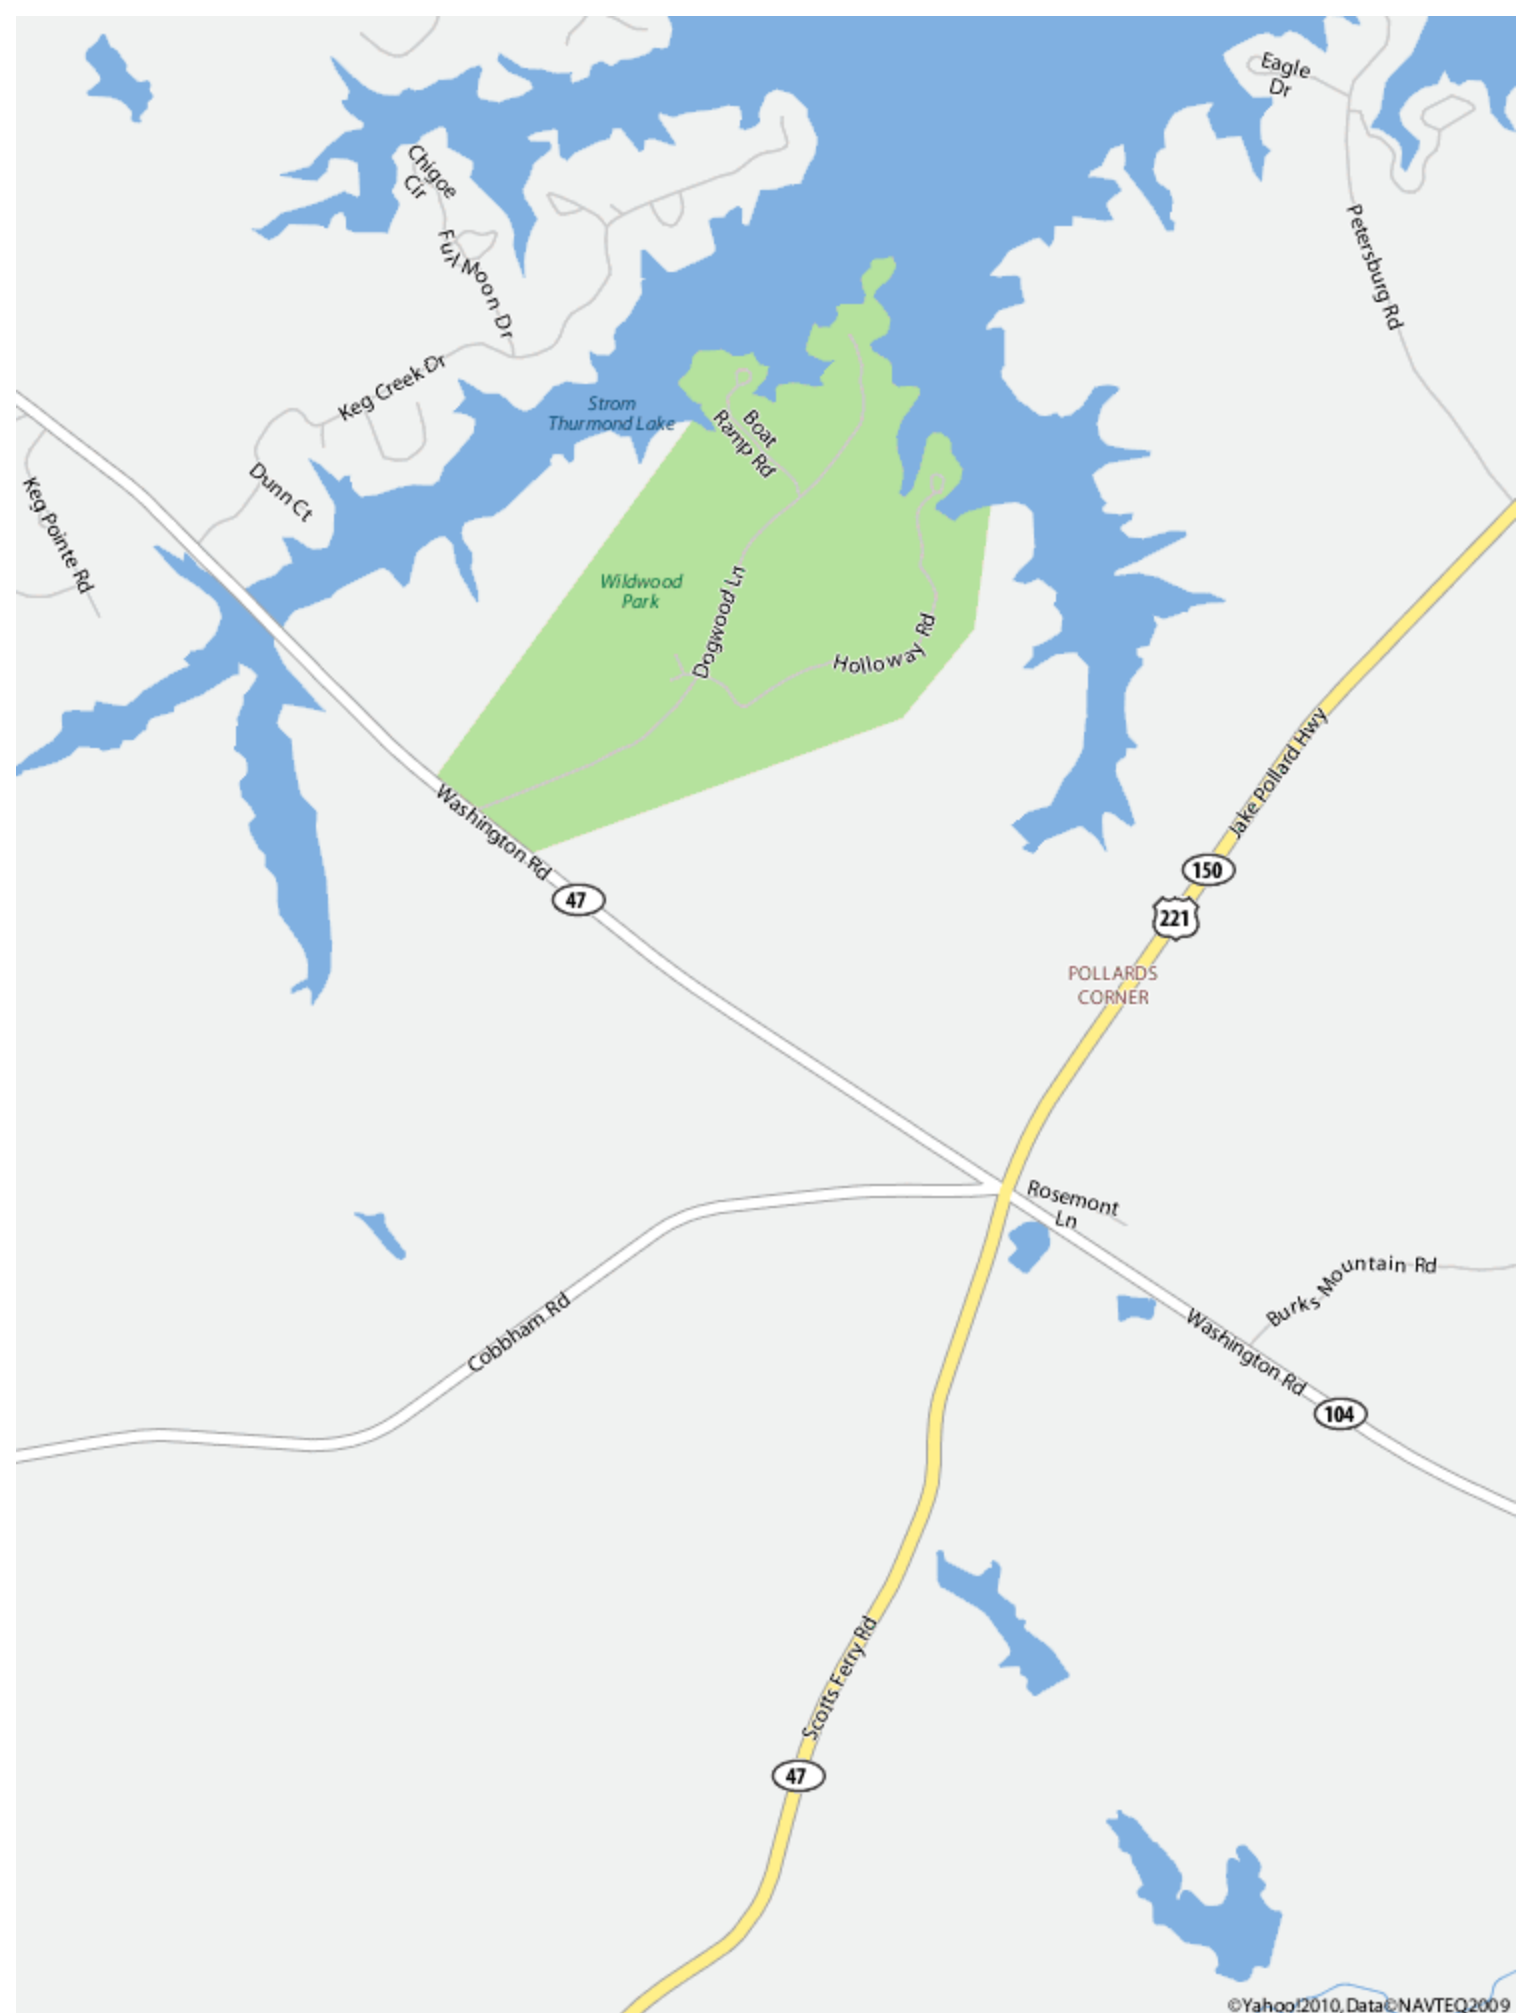 Eagle
Dr
Chigoe
Cir
Full Moon Dr
Petersburg Rd
Keg Creek Dr
Strom
Thurmond Lake
Boat
Ramp Rd
Dunn Ct
Keg Pointe Rd
Wildwood
Park
Dogwood Ln
Holloway Rd
Jake Pollard Hwy
Washington Rd
150
47
221
POLLARDS
CORNER
Rosemont
Ln
Burks Mountain Rd
Cobbham Rd
Washington Rd
104
Scotts Ferry Rd
47
©Yahoo!2010,Data©NAVTEQ2009